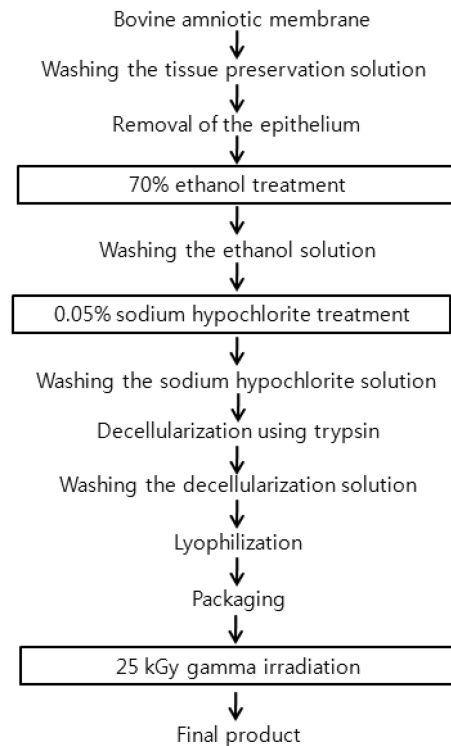 Bovine amniotic membrane
Washing the tissue preservation solution
Removal of the epithelium
70% ethanol treatment
Washing the ethanol solution
0.05% sodium hypochlorite treatment
Washing the sodium hypochlorite solution
Decellularization using trypsin
Washing the decellularization solution
Lyophilization
Packaging
25 kGy gamma irradiation
Final product